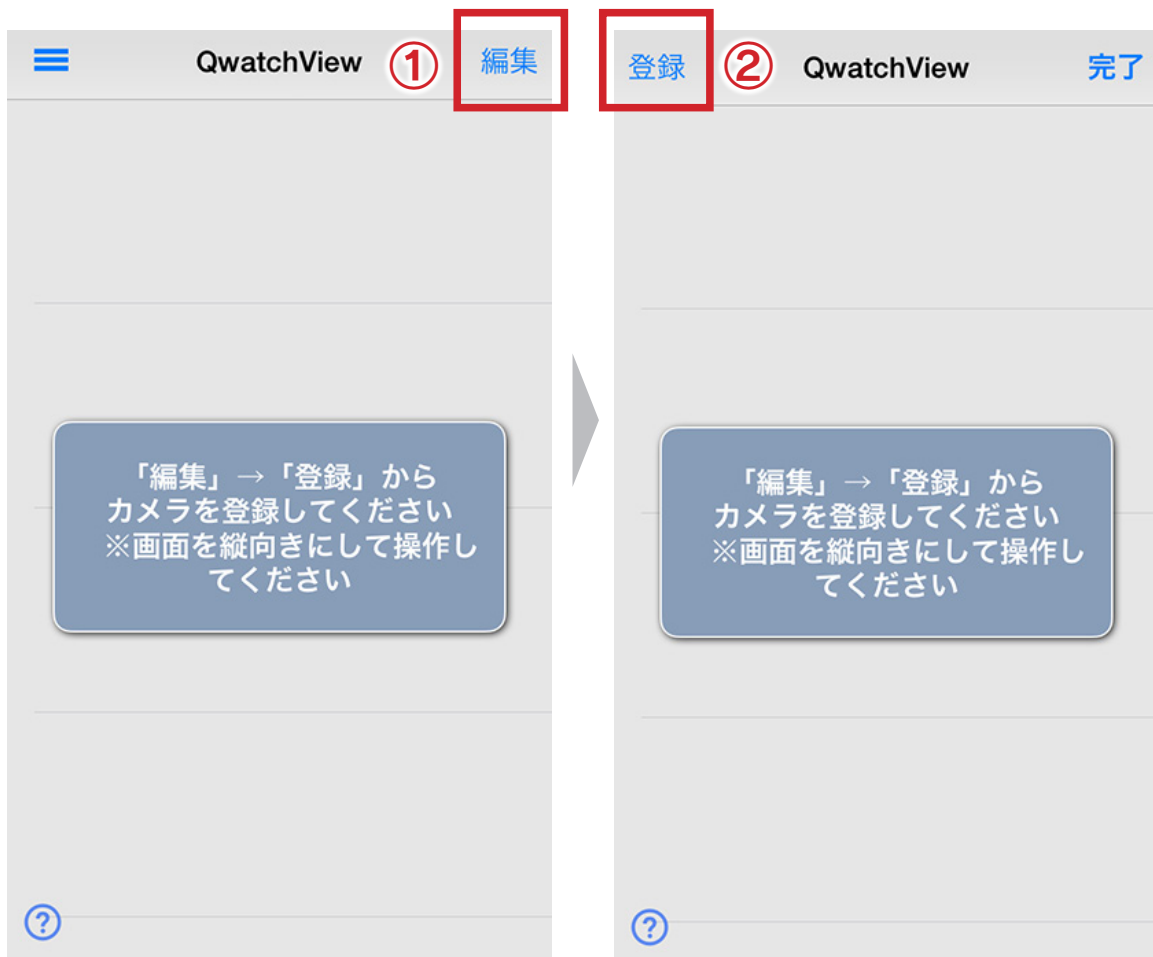 QwatchView ① 編集
「編集」→「登録」から
カメラを登録してください
※画面を縦向きにして操作し
てください
?
登録 ② QwatchView 完了
「編集」→「登録」から
カメラを登録してください
※画面を縦向きにして操作し
てください
?